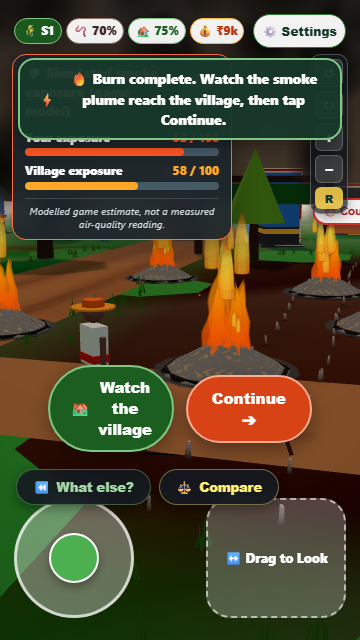 S1
70%
75%
₹9k
Settings
Burn complete. Watch the smoke
plume reach the village, then tap
Continue.
Village exposure 58 / 100
Modelled game estimate, not a measured
air-quality reading.
−
R
Watch
the
village
Continue
→
What else?
Compare
Drag to Look